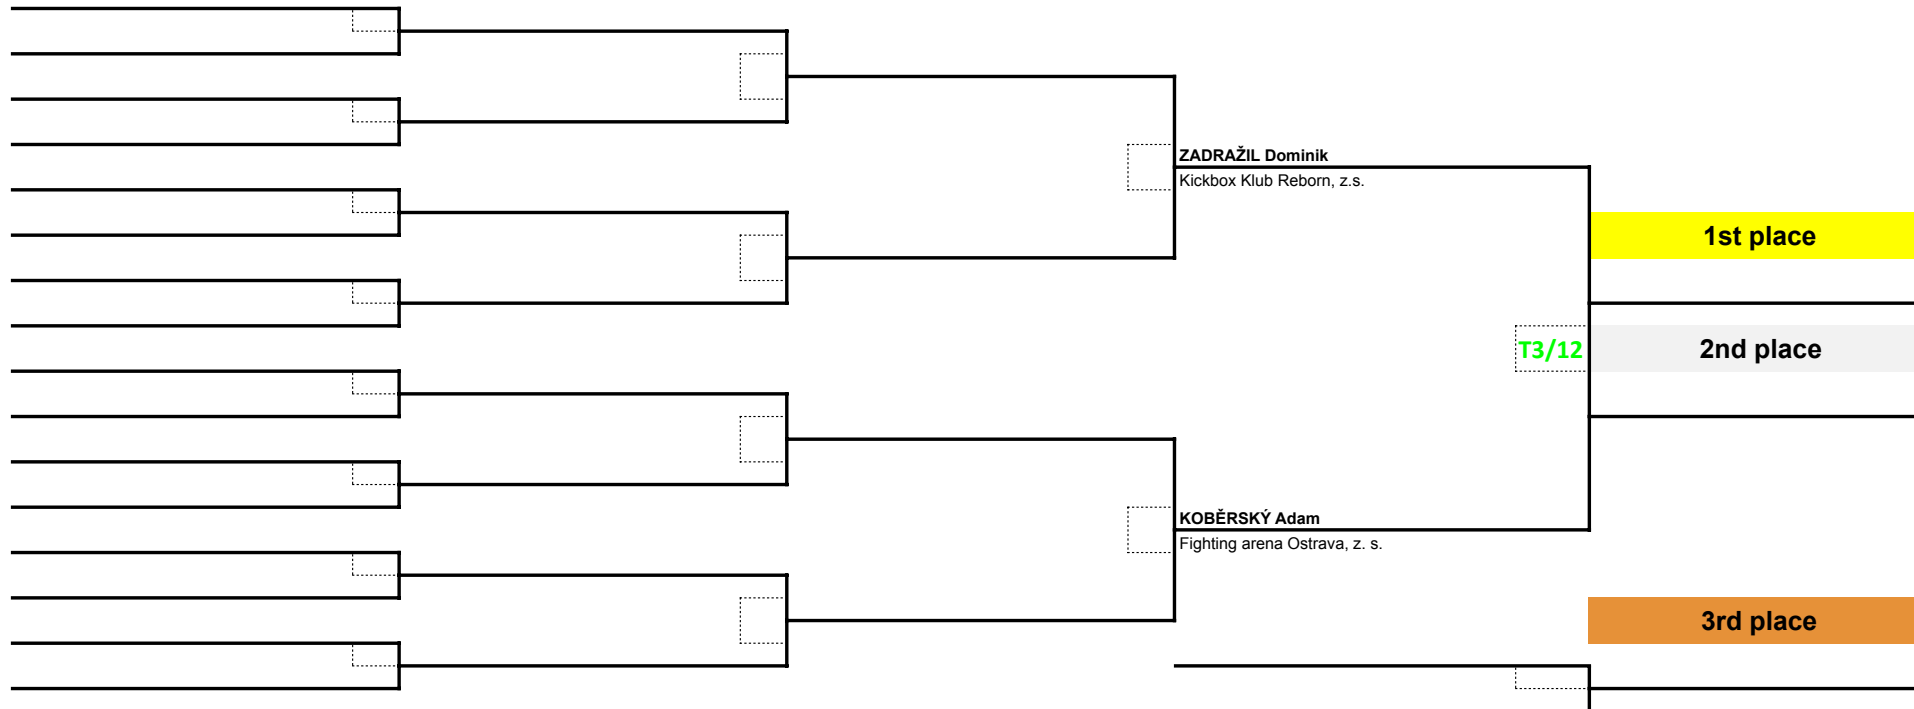 ZADRAŽIL Dominik
Kickbox Klub Reborn, z.s.
1st place
T3/12
2nd place
KOBĚRSKÝ Adam
Fighting arena Ostrava, z. s.
3rd place